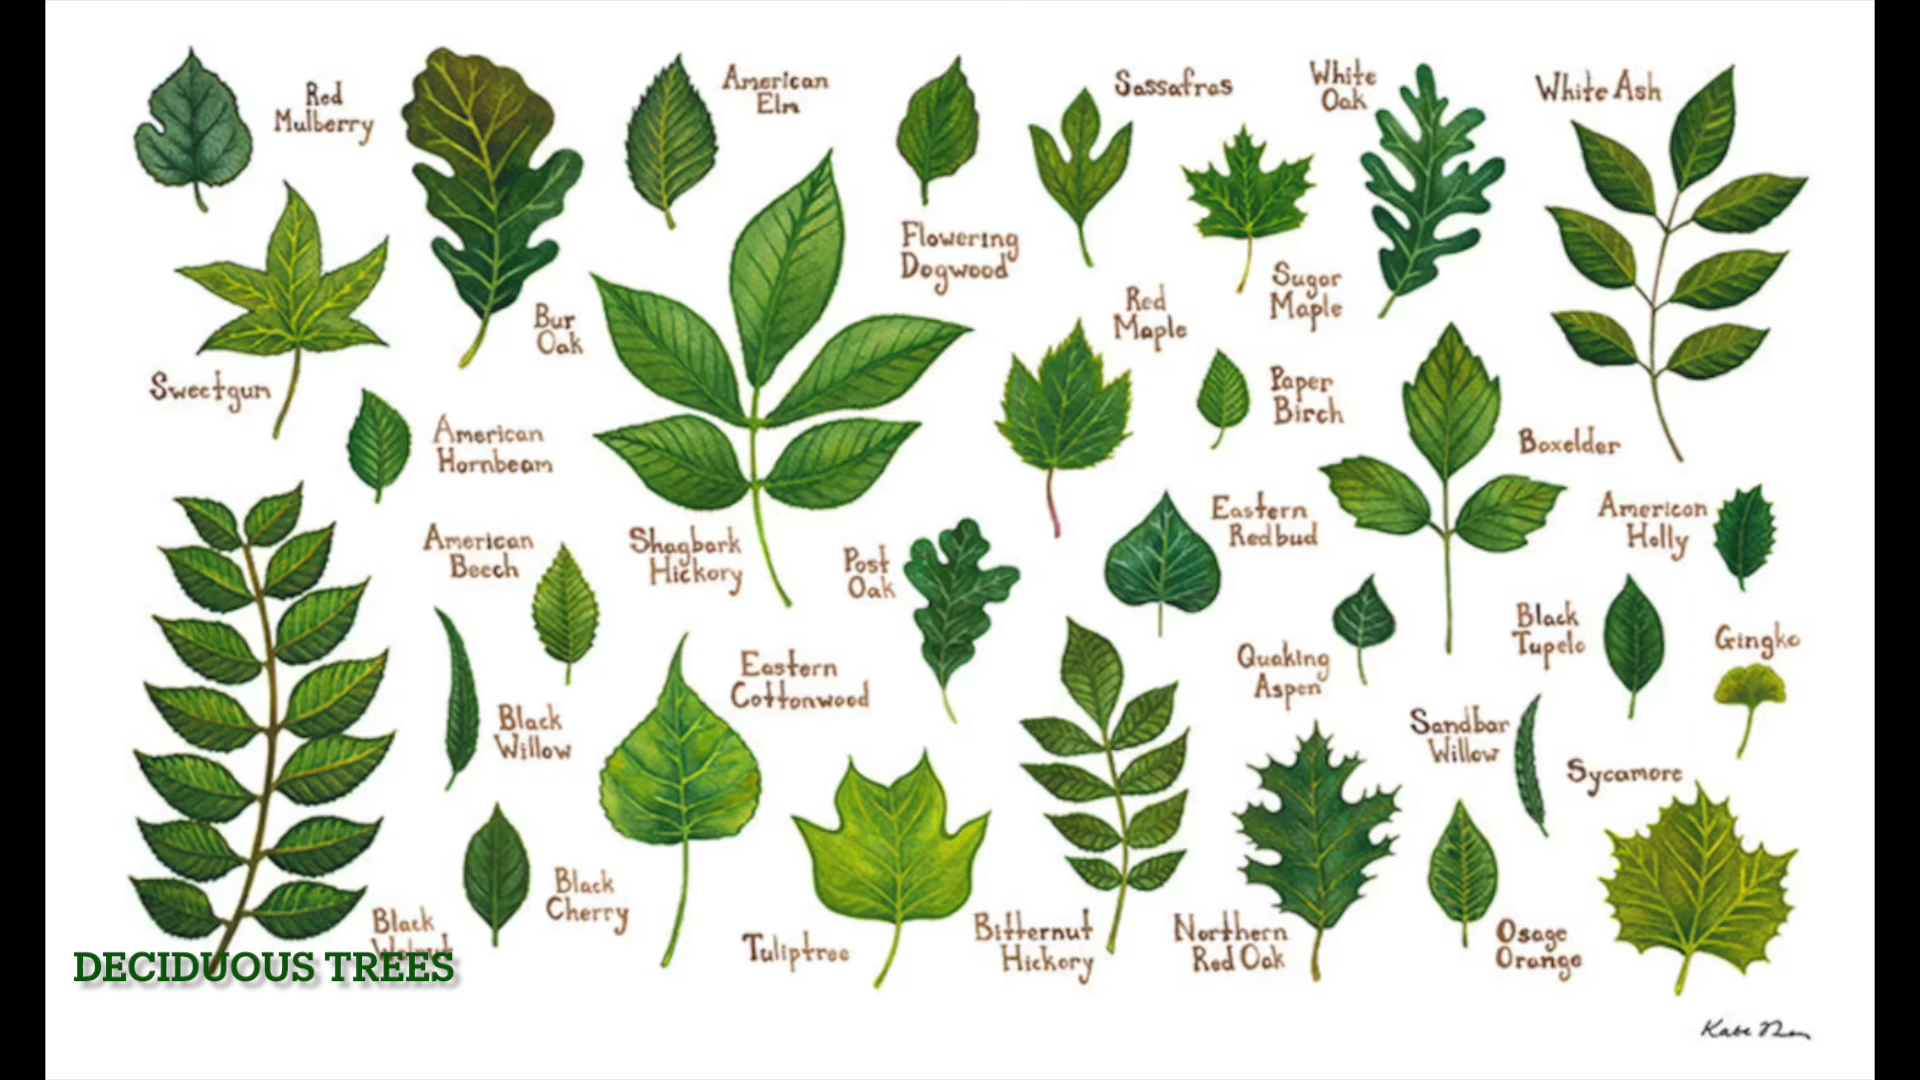 Red
Mulberry
American
Elm
Sassafras
White
Oak
White Ash
Flowering
Dogwood
Sugar
Maple
Bur
Oak
Red
Maple
Sweetgum
Paper
Birch
American
Hornbeam
Boxelder
American
Beech
Shagbark
Hickory
Post
Oak
Eastern
Redbud
American
Holly
Black
Tupelo
Gingko
Eastern
Cottonwood
Quaking
Aspen
Black
Willow
Sandbar
Willow
Sycamore
Black
Cherry
Black
Walnut
Tuliptree
Bitternut
Hickory
Northern
Red Oak
Osage
Orange
DECIDUOUS TREES